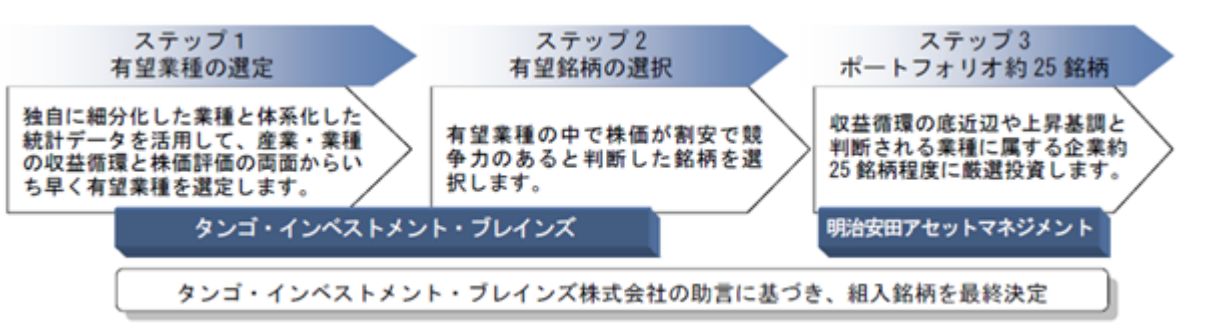 ステップ1
有望業種の選定
独自に細分化した業種と体系化した
統計データを活用して、産業・業種
の収益循環と株価評価の両面からい
ち早く有望業種を選定します。
ステップ2
有望銘柄の選択
有望業種の中で株価が割安で競
争力のあると判断した銘柄を選
択します。
ステップ3
ポートフォリオ約25銘柄
収益循環の底近辺や上昇基調と
判断される業種に属する企業約
25銘柄程度に厳選投資します。
タンゴ・インベストメント・ブレインズ
明治安田アセットマネジメント
タンゴ・インベストメント・ブレインズ株式会社の助言に基づき、組入銘柄を最終決定